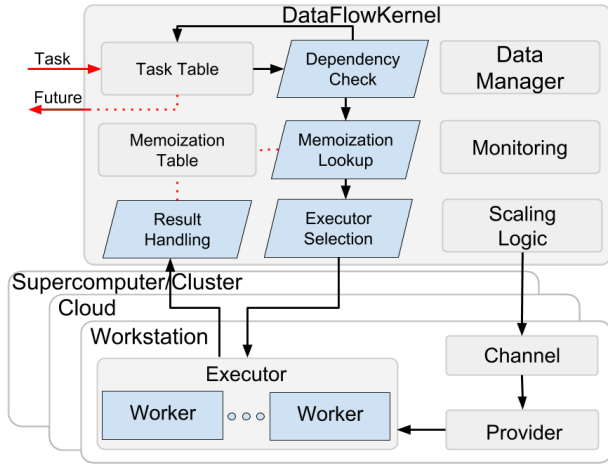 DataFlowKernel
Task
Future
Task Table
Dependency
Check
Data
Manager
Memoization
Table
Memoization
Lookup
Monitoring
Result
Handling
Executor
Selection
Scaling
Logic
Supercomputer/Cluster
Cloud
Workstation
Executor
Worker
Worker
Channel
Provider